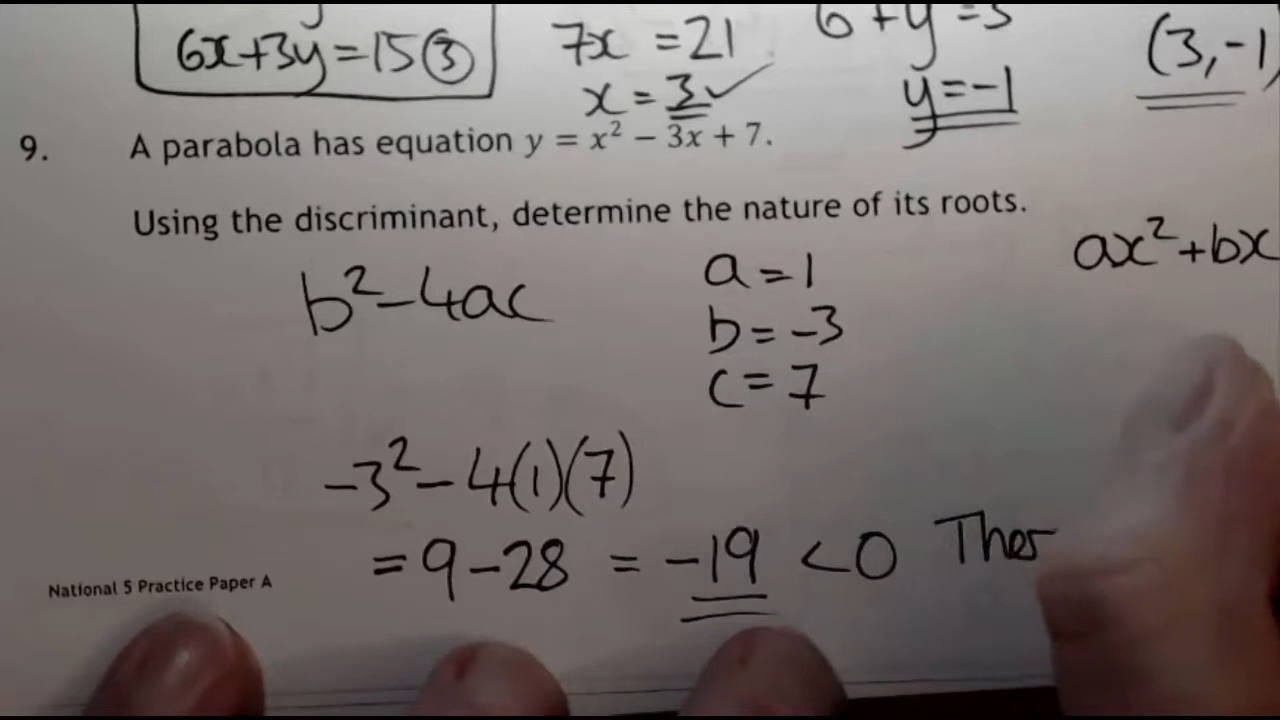 6x+3y=15 ③
7x = 21
x = 3 ✓
6+y=5
y=-1
(3,-1
9. A parabola has equation y = x² − 3x + 7.
Using the discriminant, determine the nature of its roots.
ax²+bx
b²-4ac
a=1
b=-3
c=7
-3²-4(1)(7)
=9-28 = -19 <0 Ther
National 5 Practice Paper A